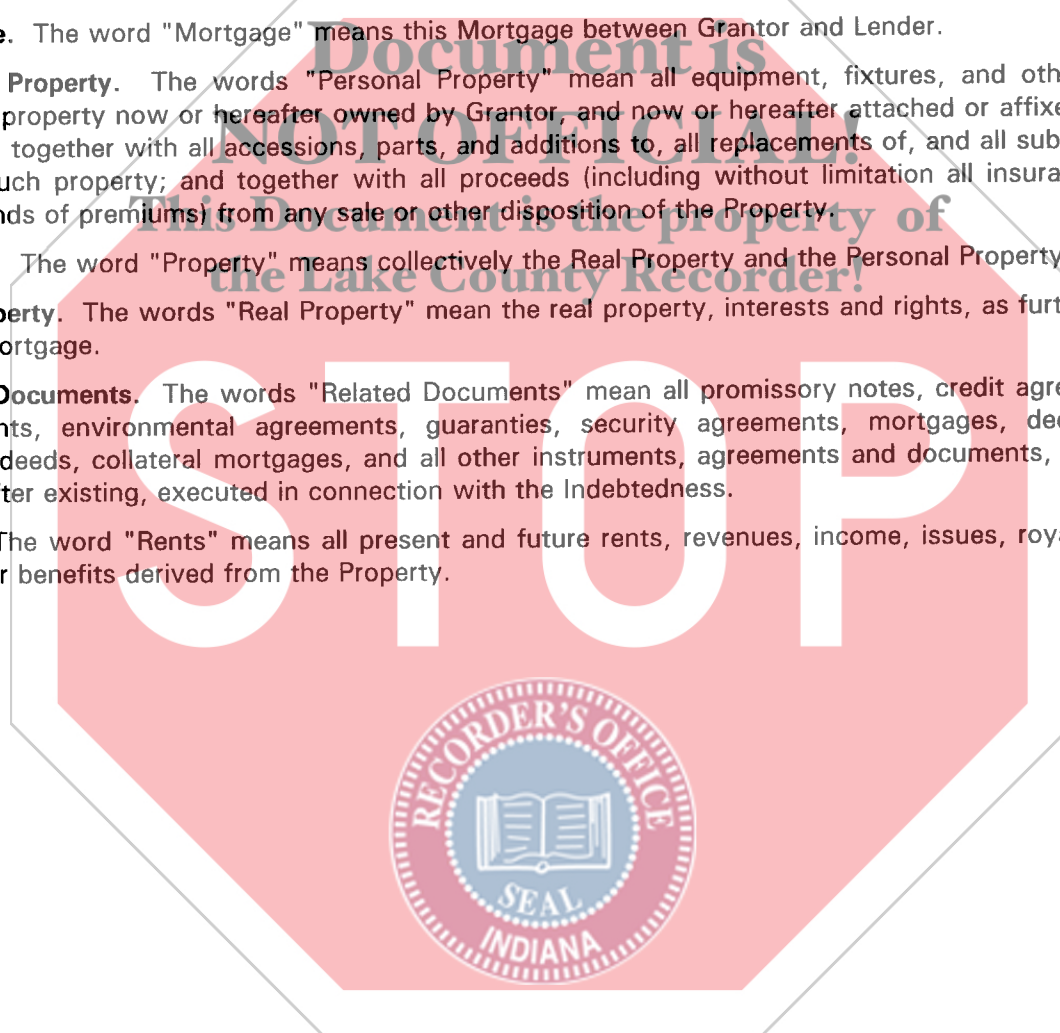 e. The word "Mortgage" means this Mortgage between Grantor and Lender.
Document is
Property. The words "Personal Property" mean all equipment, fixtures, and oth
property now or hereafter owned by Grantor, and now or hereafter attached or affixe
NOT OFFICIAL!
together with all accessions, parts, and additions to, all replacements of, and all sub
uch property; and together with all proceeds (including without limitation all insura
nds of premiums) from any sale or other disposition of the Property.
This Document is the property of
The word "Property" means collectively the Real Property and the Personal Property
the Lake County Recorder!
perty. The words "Real Property" mean the real property, interests and rights, as furt
ortgage.
Documents. The words "Related Documents" mean all promissory notes, credit agre
nts, environmental agreements, guaranties, security agreements, mortgages, dee
deeds, collateral mortgages, and all other instruments, agreements and documents,
fter existing, executed in connection with the Indebtedness.
STOP
The word "Rents" means all present and future rents, revenues, income, issues, roya
r benefits derived from the Property.
RECORDER'S OFFICE
SEAL
INDIANA